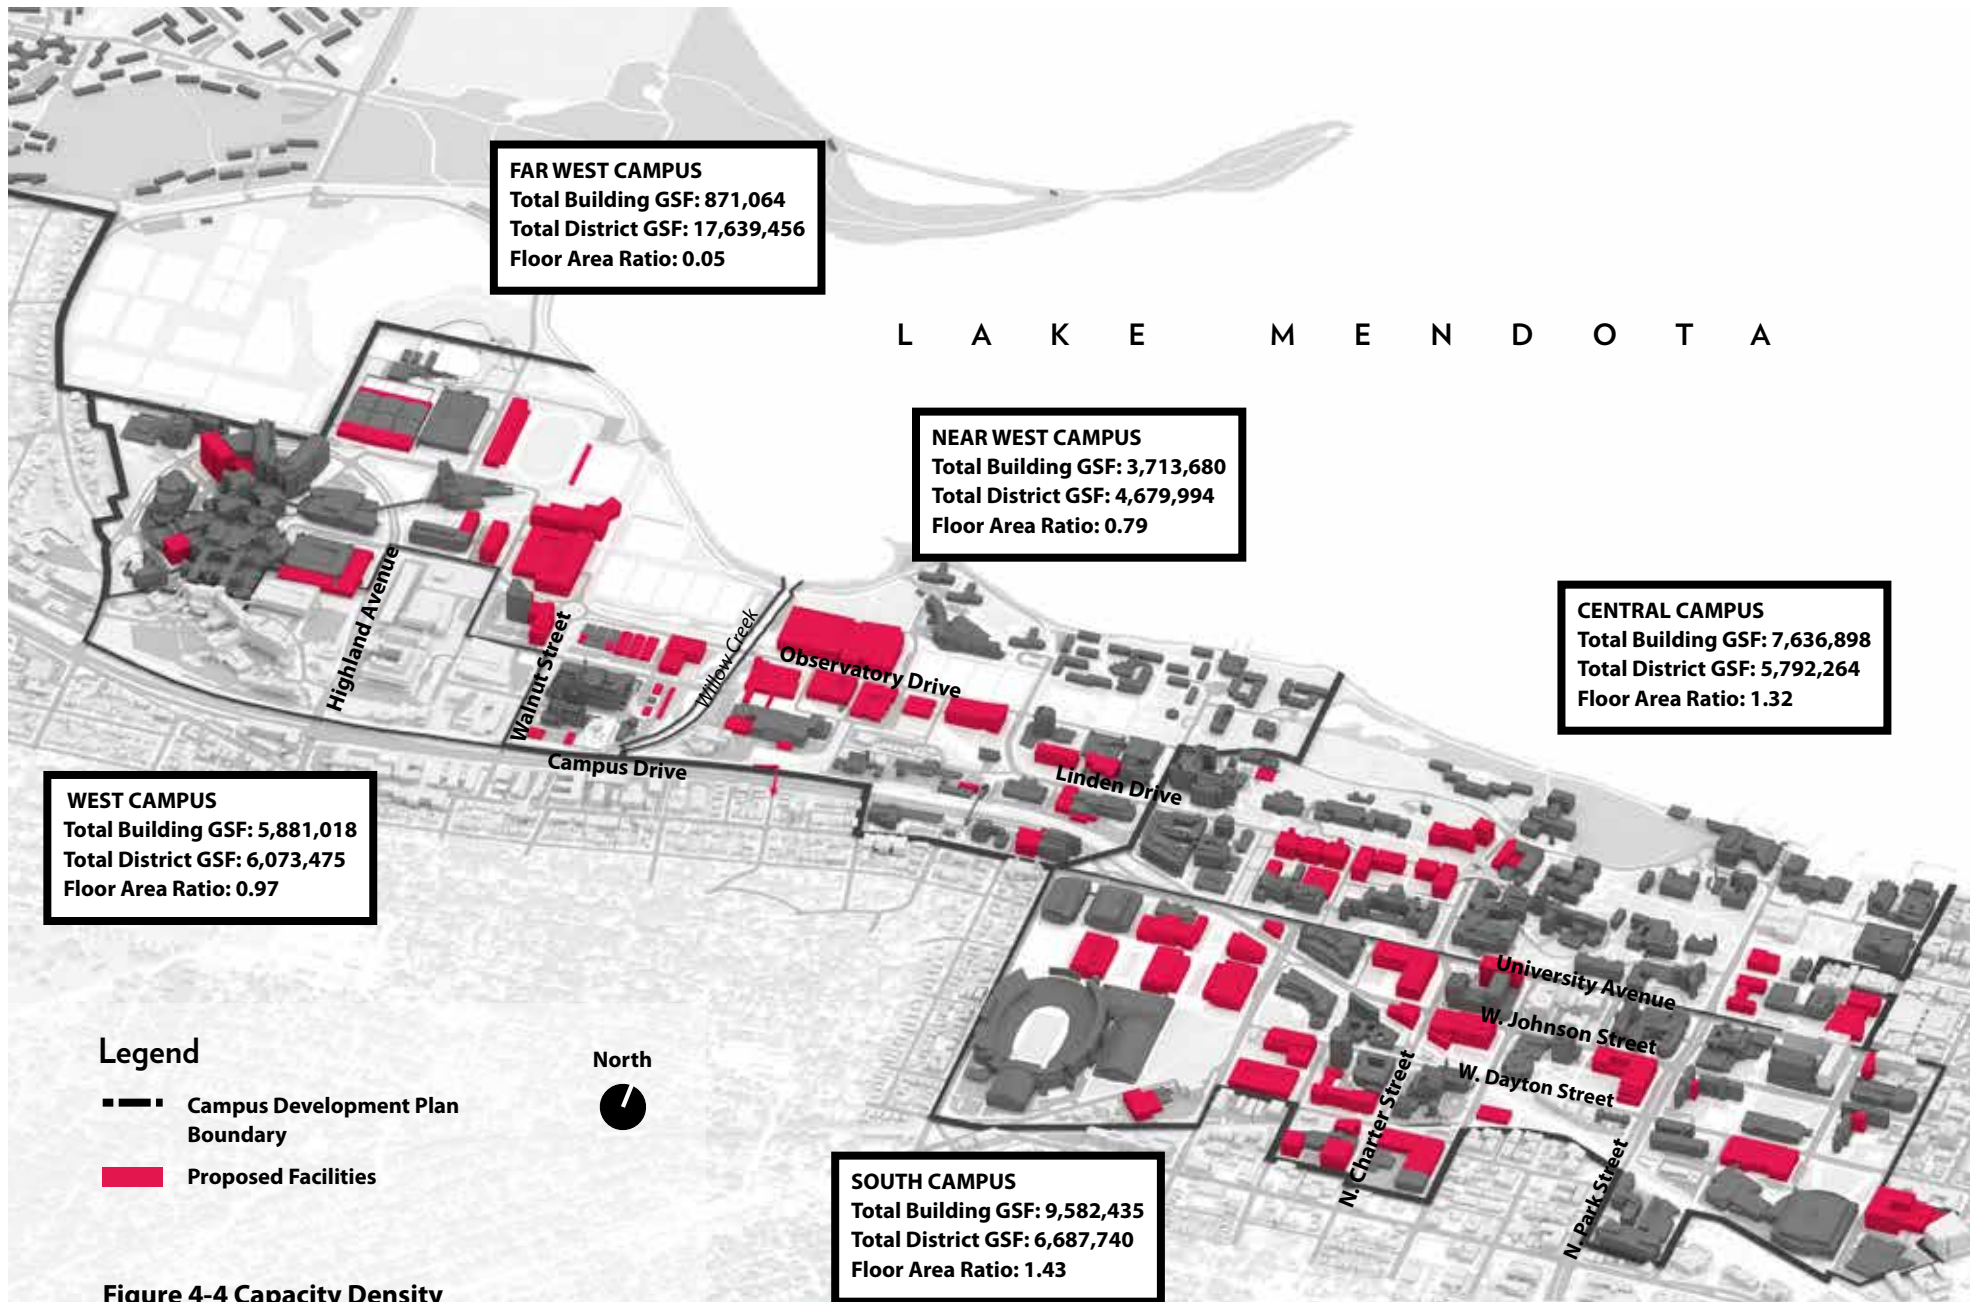 FAR WEST CAMPUS
Total Building GSF: 871,064
Total District GSF: 17,639,456
Floor Area Ratio: 0.05
LAKE MENDOTA
NEAR WEST CAMPUS
Total Building GSF: 3,713,680
Total District GSF: 4,679,994
Floor Area Ratio: 0.79
CENTRAL CAMPUS
Total Building GSF: 7,636,898
Total District GSF: 5,792,264
Floor Area Ratio: 1.32
Highland Avenue
Walnut Street
Willow Creek
Observatory Drive
Campus Drive
Linden Drive
WEST CAMPUS
Total Building GSF: 5,881,018
Total District GSF: 6,073,475
Floor Area Ratio: 0.97
University Avenue
W. Johnson Street
W. Dayton Street
N. Charter Street
N. Park Street
Legend
Campus Development Plan
Boundary
Proposed Facilities
North
SOUTH CAMPUS
Total Building GSF: 9,582,435
Total District GSF: 6,687,740
Floor Area Ratio: 1.43
Figure 4-4 Capacity Density